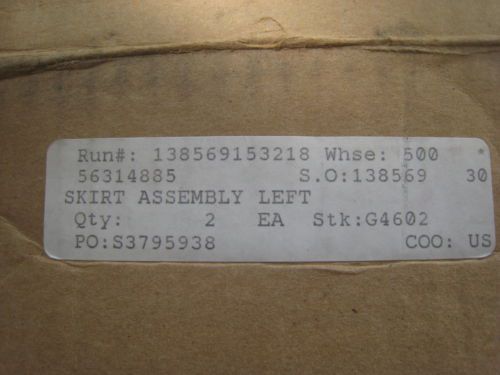 Run#: 138569153218 Whse: 500 *
56314885 S.O:138569 30
SKIRT ASSEMBLY LEFT
Qty: 2 EA Stk:G4602
PO:S3795938 COO: US